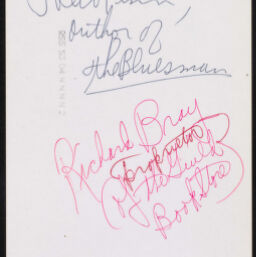 author of
the Bluesman
Richard Bray
Proprietor
of the Guild
Bookstore